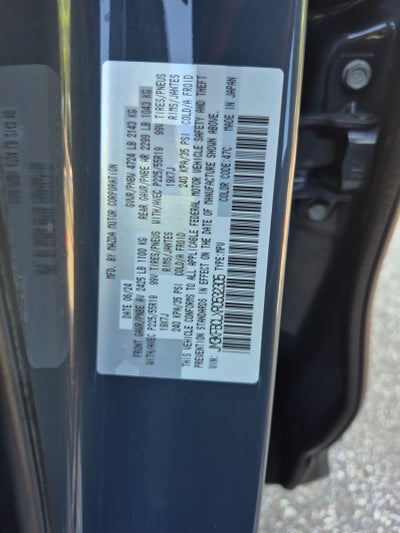 MFD. BY MAZDA MOTOR CORPORATION
DATE 06/24 GVWR/PNBV 4724 LB 2143 KG
FRONT GAWR/PNBE AV 2425 LB 1100 KG REAR GAWR/PNBE AR 2299 LB 1043 KG
WITH/AVEC P225/55R19 99V TIRES/PNEUS WITH/AVEC P225/55R19 99V TIRES/PNEUS
19X7J RIMS/JANTES 19X7J RIMS/JANTES
240 KPA/35 PSI COLD/A FROID 240 KPA/35 PSI COLD/A FROID
THIS VEHICLE CONFORMS TO ALL APPLICABLE FEDERAL MOTOR VEHICLE SAFETY AND THEFT
PREVENTION STANDARDS IN EFFECT ON THE DATE OF MANUFACTURE SHOWN ABOVE.
VIN: TYPE:MPV COLOR CODE:47C MADE IN JAPAN